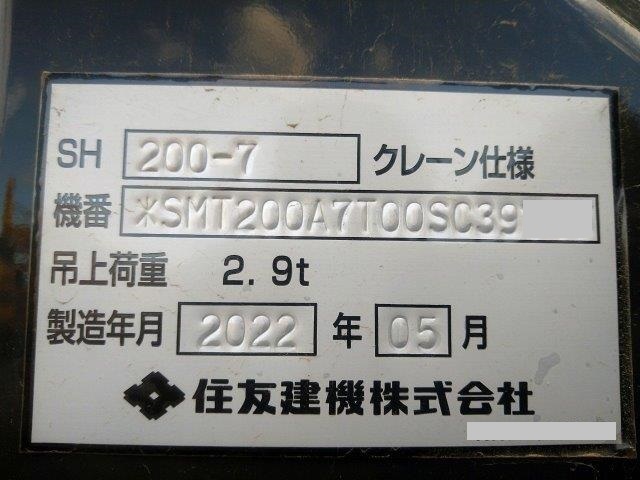 SH 200-7 クレーン仕様
機番 *SMT200A7T00SC39
吊上荷重 2.9t
製造年月 2022 年 05 月
住友建機株式会社